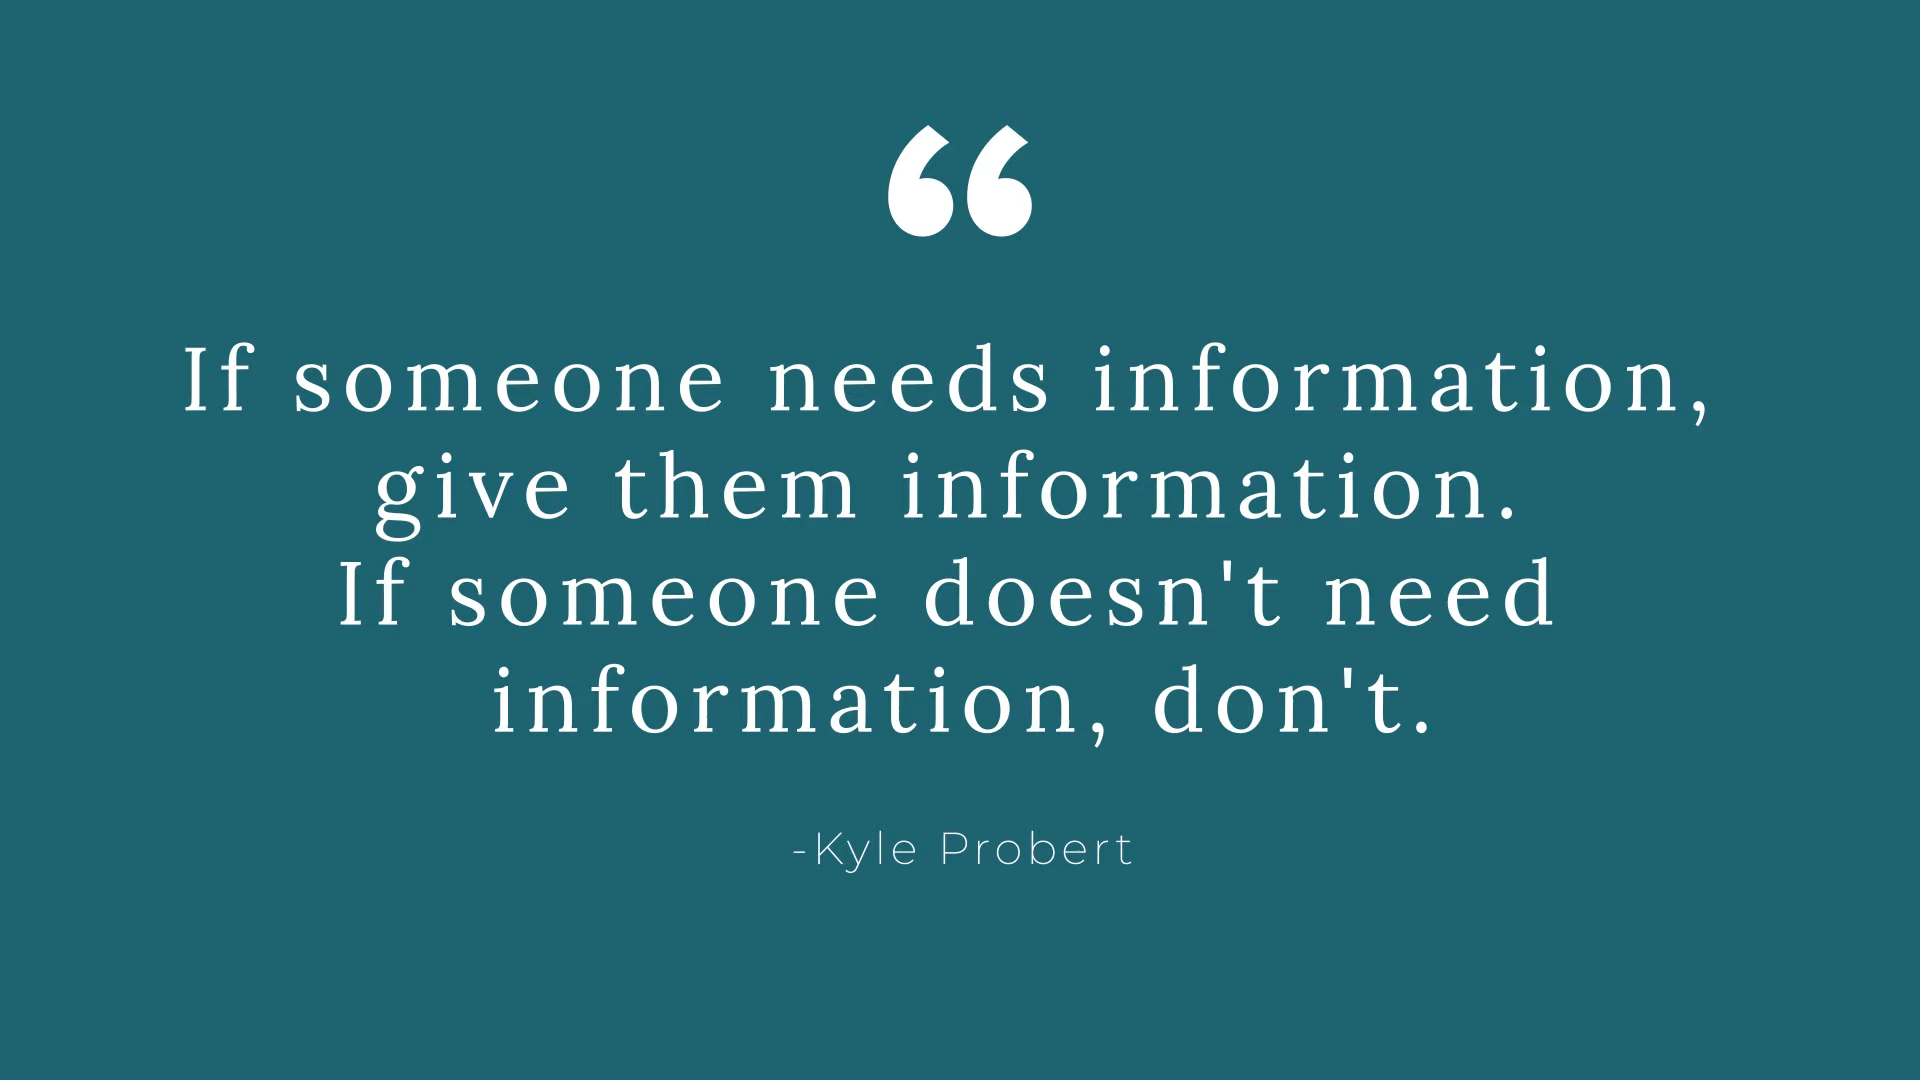 “
If someone needs information,
give them information.
If someone doesn't need
information, don't.
-Kyle Probert